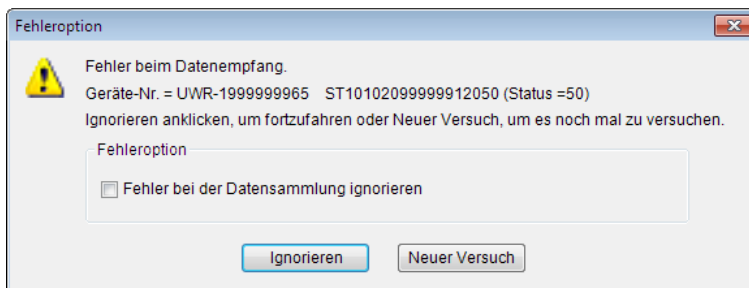 Fehleroption
Fehler beim Datenempfang.
Geräte-Nr. = UWR-1999999965 ST10102099999912050 (Status =50)
Ignorieren anklicken, um fortzufahren oder Neuer Versuch, um es noch mal zu versuchen.
Fehleroption
Fehler bei der Datensammlung ignorieren
Ignorieren Neuer Versuch